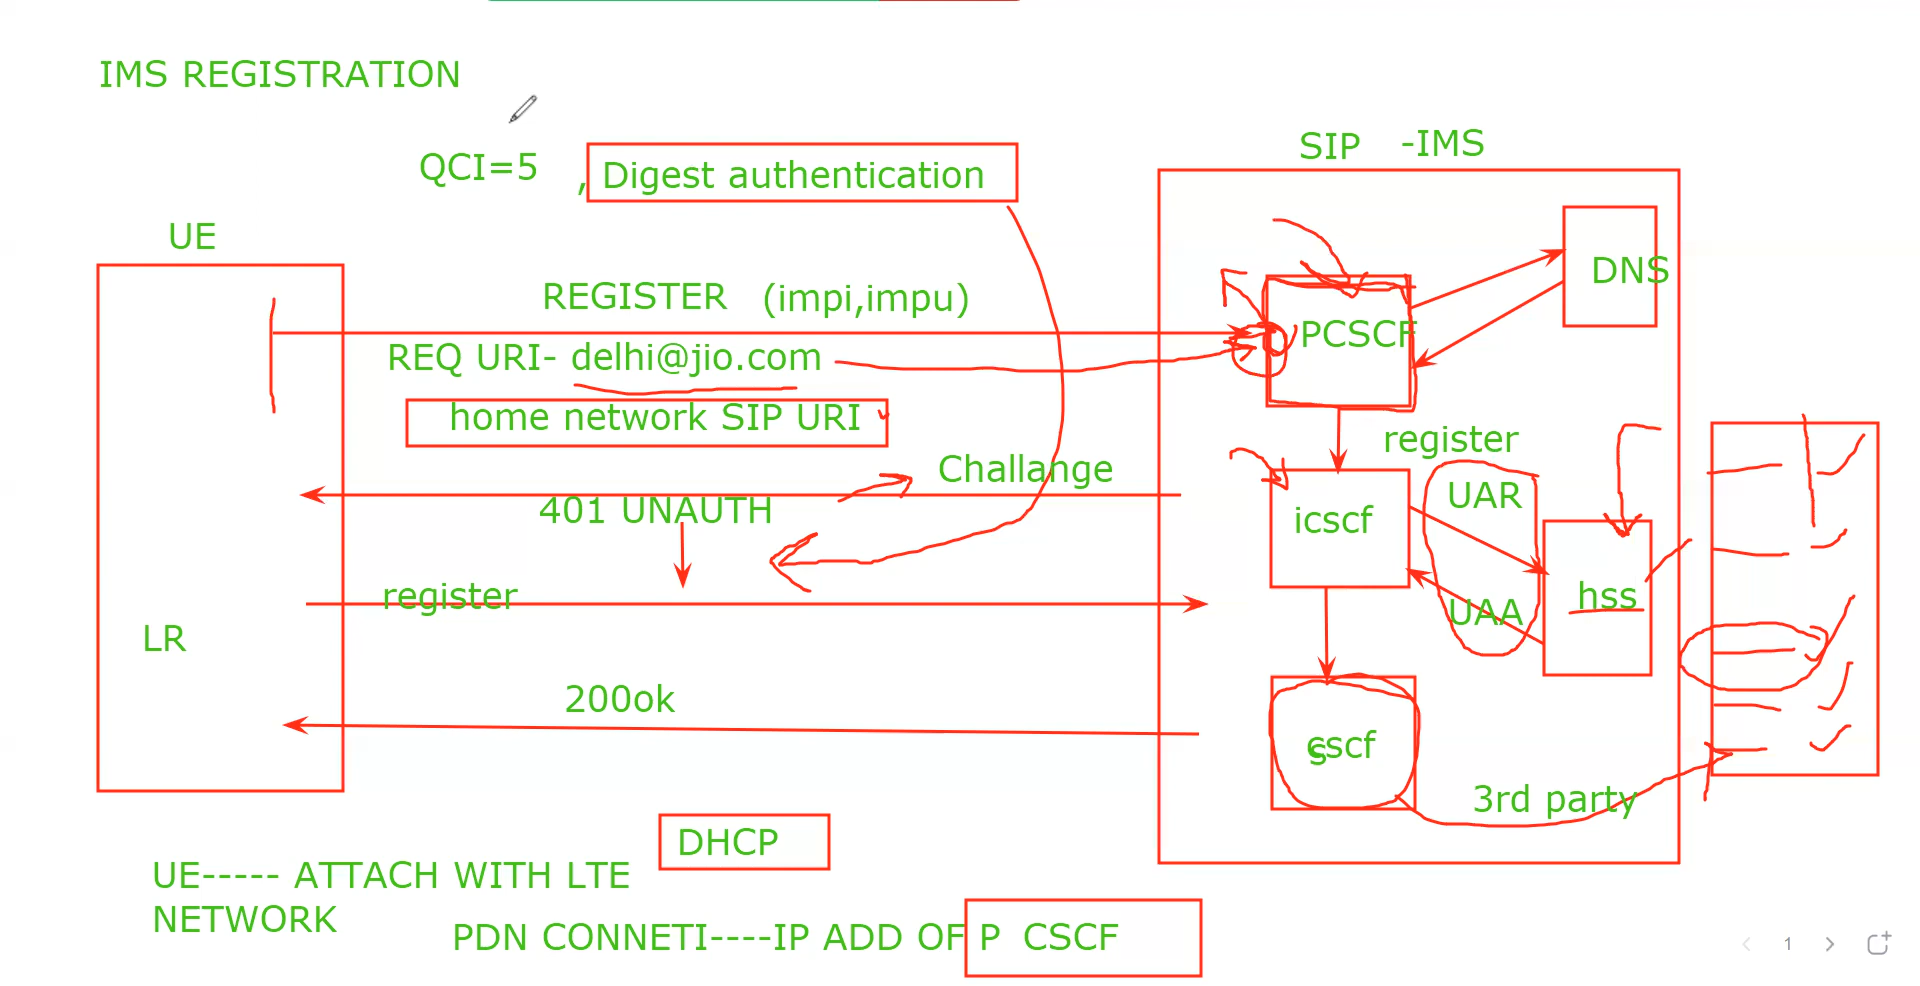 IMS REGISTRATION
SIP -IMS
QCI=5 , Digest authentication
UE
DNS
REGISTER (impi,impu)
PCSCF
REQ URI- delhi@jio.com
home network SIP URI
register
Challange
UAR
401 UNAUTH
icscf
register
hss
UAA
LR
200ok
scscf
3rd party
DHCP
UE----- ATTACH WITH LTE
NETWORK
PDN CONNETI----IP ADD OF P CSCF
1